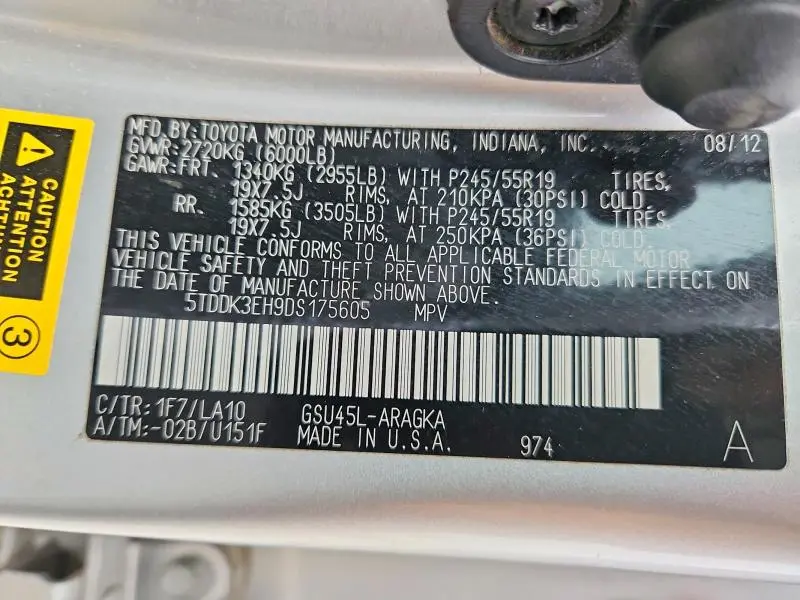 MFD. BY: TOYOTA MOTOR MANUFACTURING, INDIANA, INC. 08/12
GVWR: 2720KG (6000LB)
GAWR: FRT. 1340KG (2955LB) WITH P245/55R19 TIRES,
19X7.5J RIMS, AT 210KPA (30PSI) COLD.
RR. 1585KG (3505LB) WITH P245/55R19 TIRES,
19X7.5J RIMS, AT 250KPA (36PSI) COLD.
THIS VEHICLE CONFORMS TO ALL APPLICABLE FEDERAL MOTOR
VEHICLE SAFETY AND THEFT PREVENTION STANDARDS IN EFFECT ON
THE DATE OF MANUFACTURE SHOWN ABOVE.
5TDDK3EH9DS175605 MPV
C/TR: 1F7/LA10 GSU45L-ARAGKA
A/TM: -02B/U151F MADE IN U.S.A. 974 A
CAUTION
ATTENTION
ACHTUNG
3